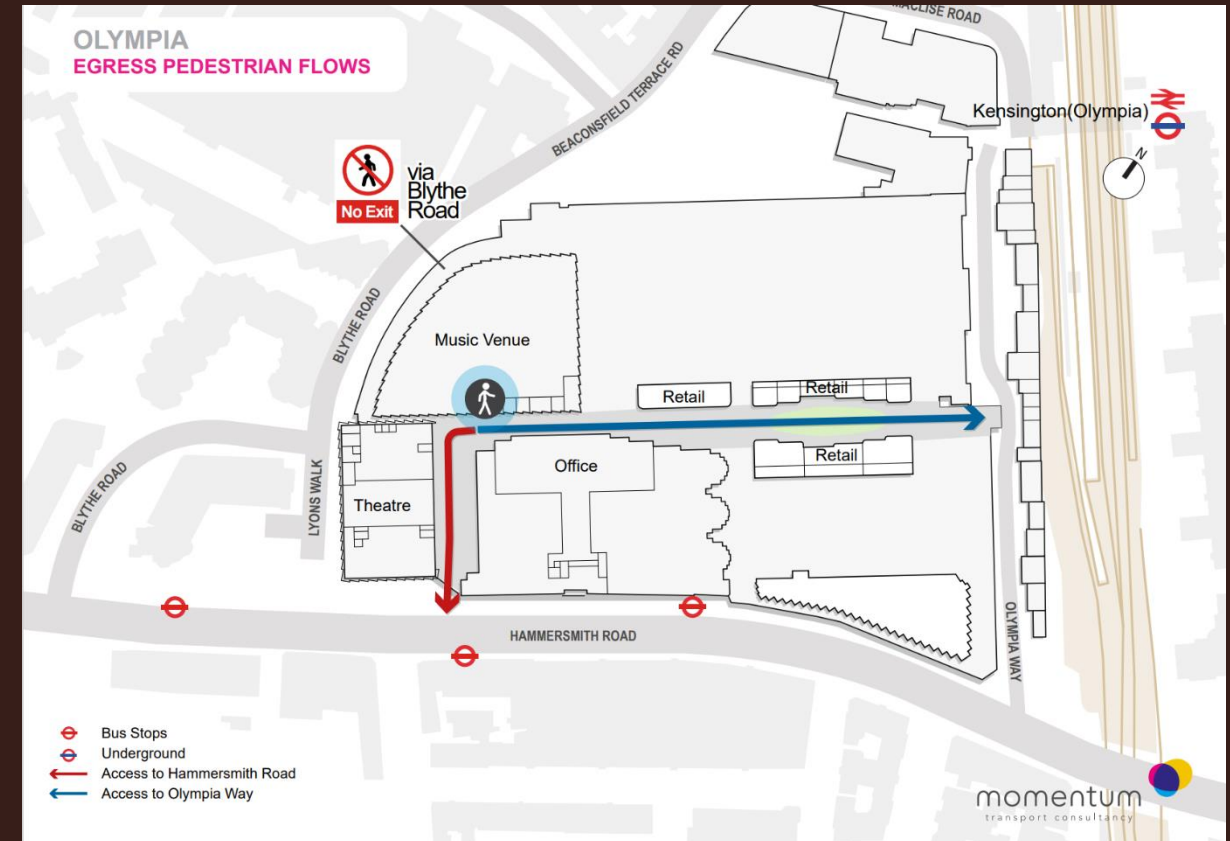 OLYMPIA
EGRESS PEDESTRIAN FLOWS
MACLISE ROAD
BEACONSFIELD TERRACE RD
Kensington(Olympia)
N
via
Blythe
Road
No Exit
BLYTHE ROAD
Music Venue
Retail
Retail
Retail
Office
Theatre
LYONS WALK
BLYTHE ROAD
HAMMERSMITH ROAD
OLYMPIA WAY
Bus Stops
Underground
Access to Hammersmith Road
Access to Olympia Way
momentum
transport consultancy